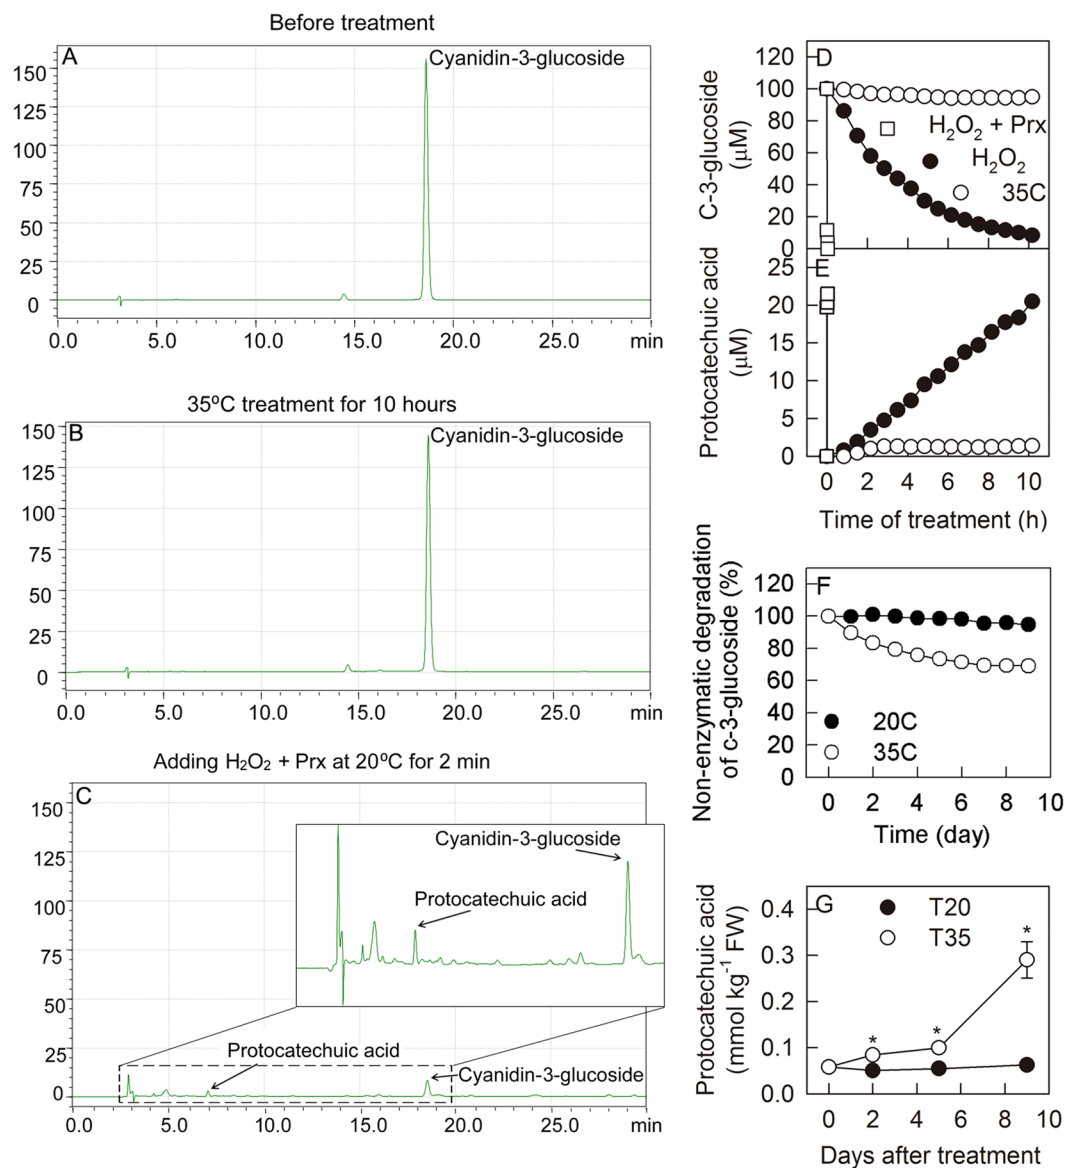 Before treatment
A
Cyanidin-3-glucoside
150
125
100
75
50
25
0
0.0 5.0 10.0 15.0 20.0 25.0 min
35ºC treatment for 10 hours
B
Cyanidin-3-glucoside
150
125
100
75
50
25
0
0.0 5.0 10.0 15.0 20.0 25.0 min
Adding H₂O₂ + Prx at 20ºC for 2 min
C
Cyanidin-3-glucoside
Protocatechuic acid
Protocatechuic acid
Cyanidin-3-glucoside
150
125
100
75
50
25
0
0.0 5.0 10.0 15.0 20.0 25.0 min
D
H₂O₂ + Prx
H₂O₂
35C
C-3-glucoside
(µM)
120
100
80
60
40
20
0
E
Protocatechuic acid
(µM)
25
20
15
10
5
0
0 2 4 6 8 10
Time of treatment (h)
F
Non-enzymatic degradation
of c-3-glucoside (%)
120
100
80
60
40
20
0
20C
35C
0 2 4 6 8 10
Time (day)
G
T20
T35
Protocatechuic acid
(mmol kg⁻¹ FW)
0.4
0.3
0.2
0.1
0.0
* * *
0 2 4 6 8 10
Days after treatment